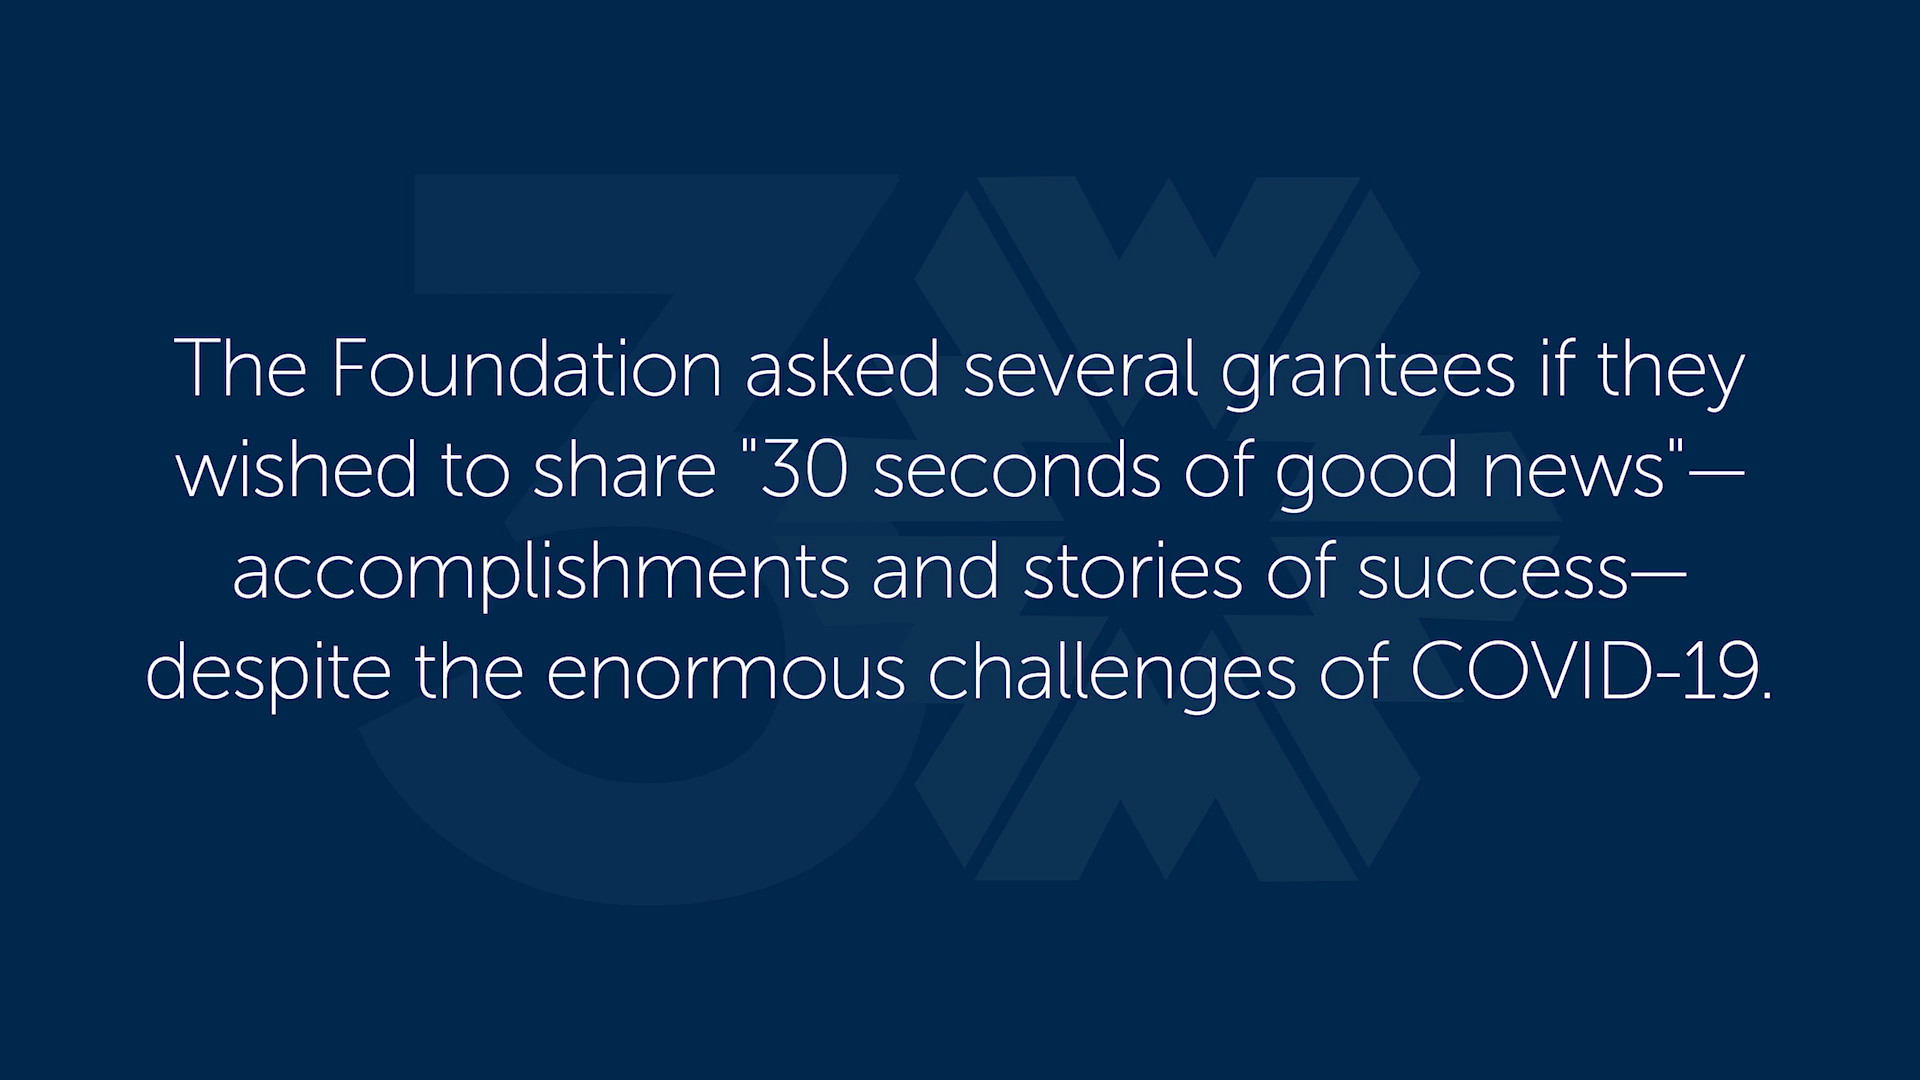 The Foundation asked several grantees if they
wished to share "30 seconds of good news"—
accomplishments and stories of success—
despite the enormous challenges of COVID-19.